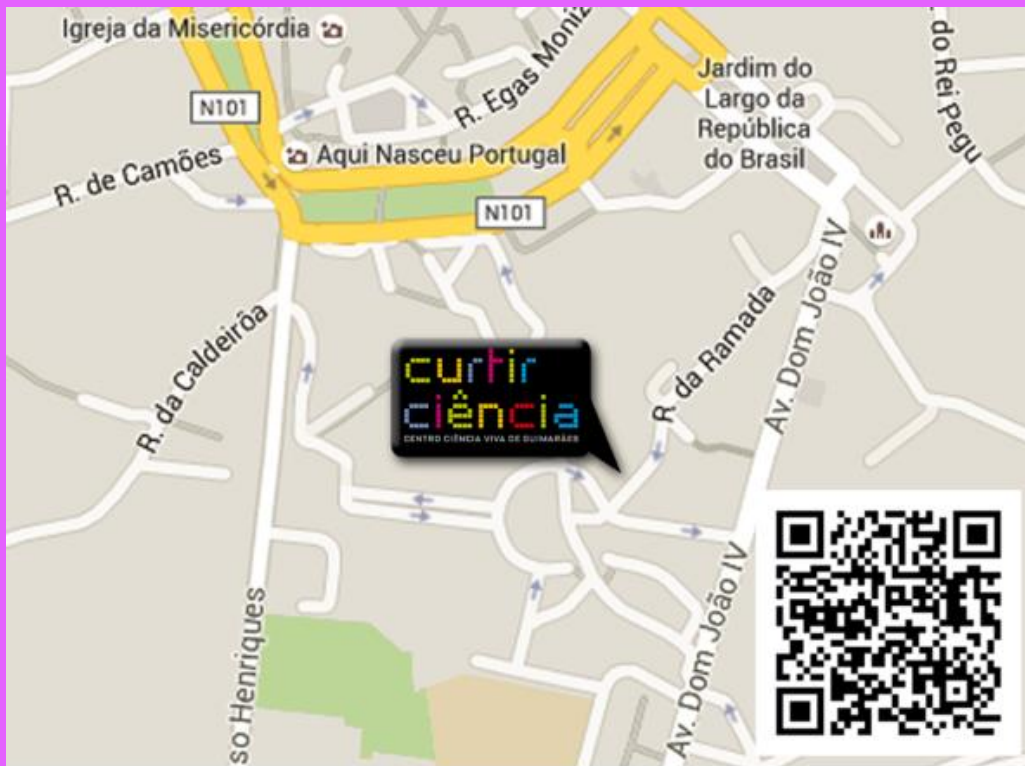 Igreja da Misericórdia
N101
R. Egas Moniz
R. de Camões
Aqui Nasceu Portugal
N101
Jardim do
Largo da
República
do Brasil
. do Rei Pegu
R. da Caldeirôa
curtir
ciência
CENTRO CIÊNCIA VIVA DE GUIMARÃES
R. da Ramada
Av. Dom João IV
so Henriques
Av. Dom João IV